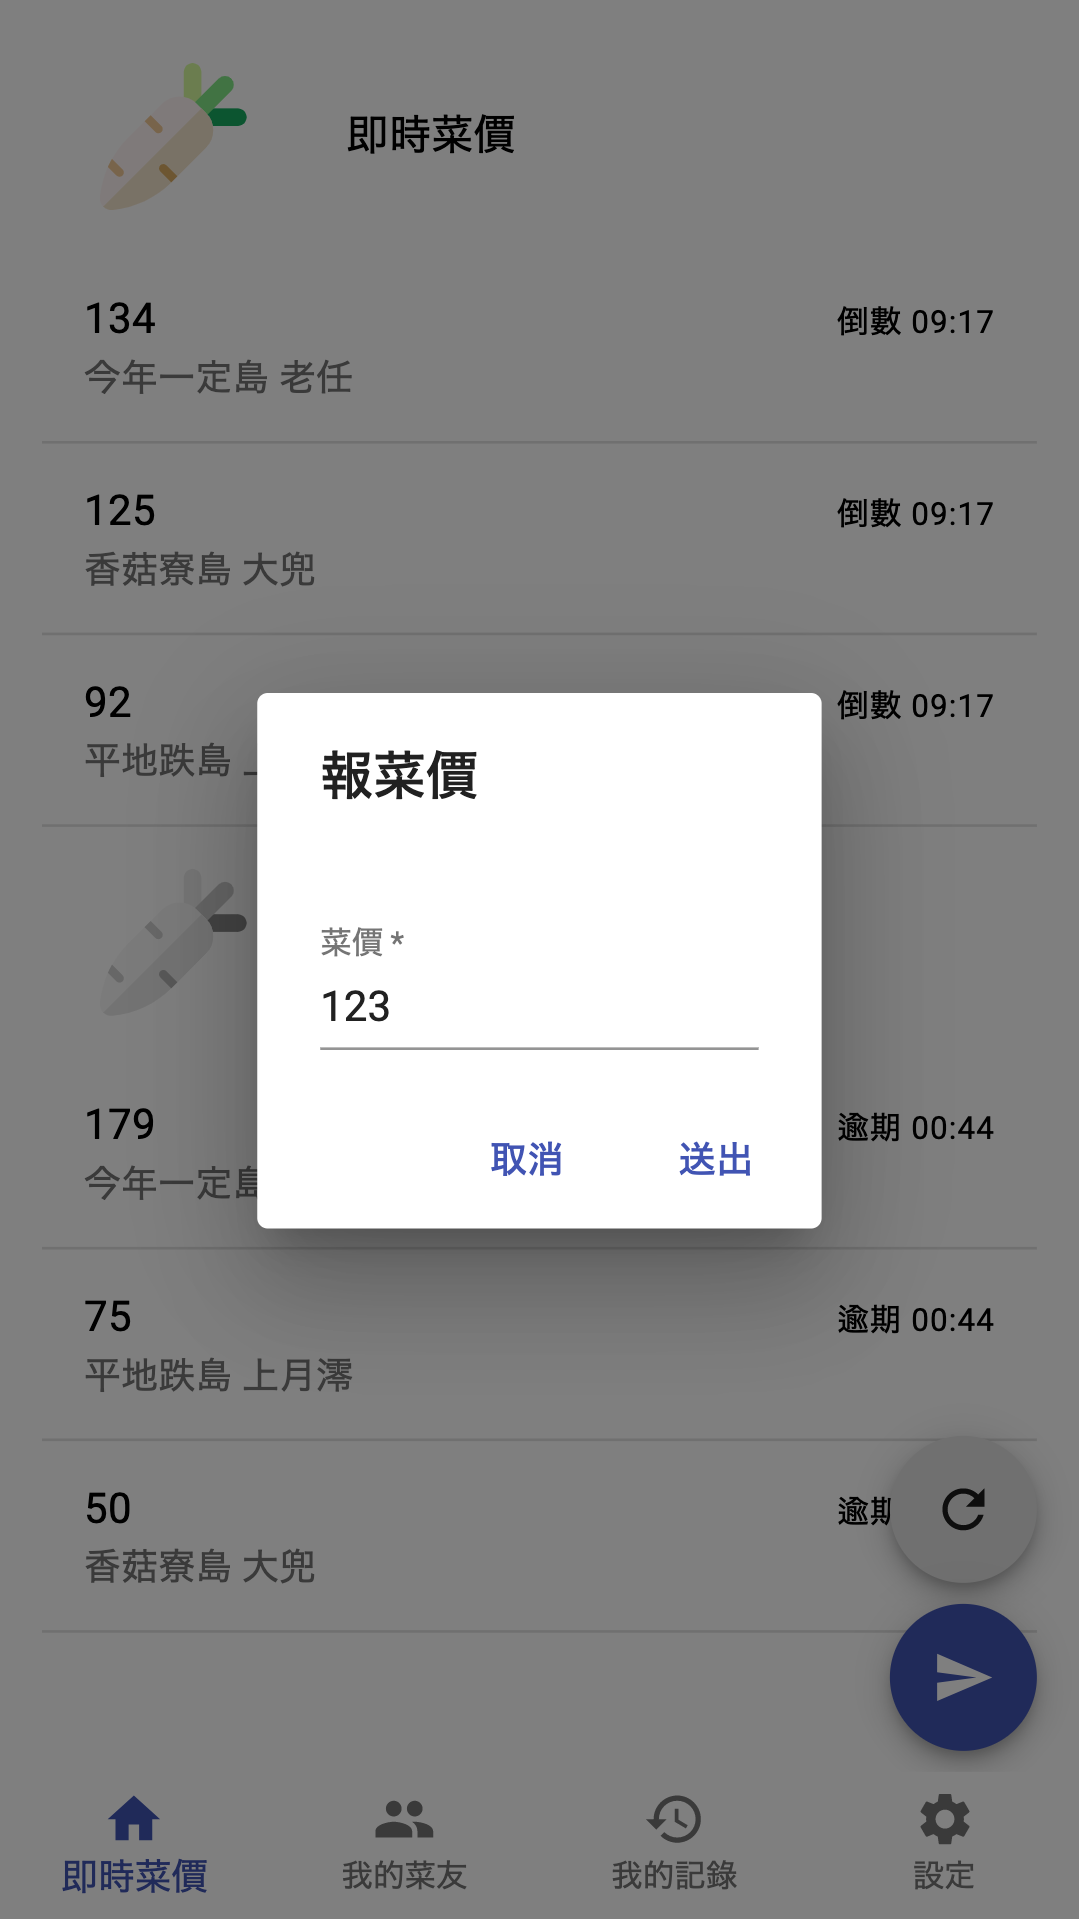 即時菜價
134
倒數 09:17
今年一定島 老任
125
倒數 09:17
香菇寮島 大兜
92
倒數 09:17
平地跌島
報菜價
菜價 *
123
取消
送出
179
逾期 00:44
今年一定島
75
逾期 00:44
平地跌島 上月澪
50
逾期
香菇寮島 大兜
即時菜價
我的菜友
我的記錄
設定